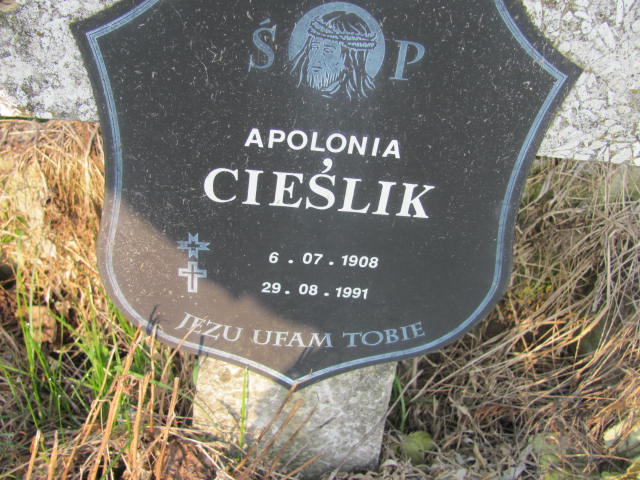 Ś P
APOLONIA
CIEŚLIK
6 . 07 . 1908
29 . 08 . 1991
JEZU UFAM TOBIE